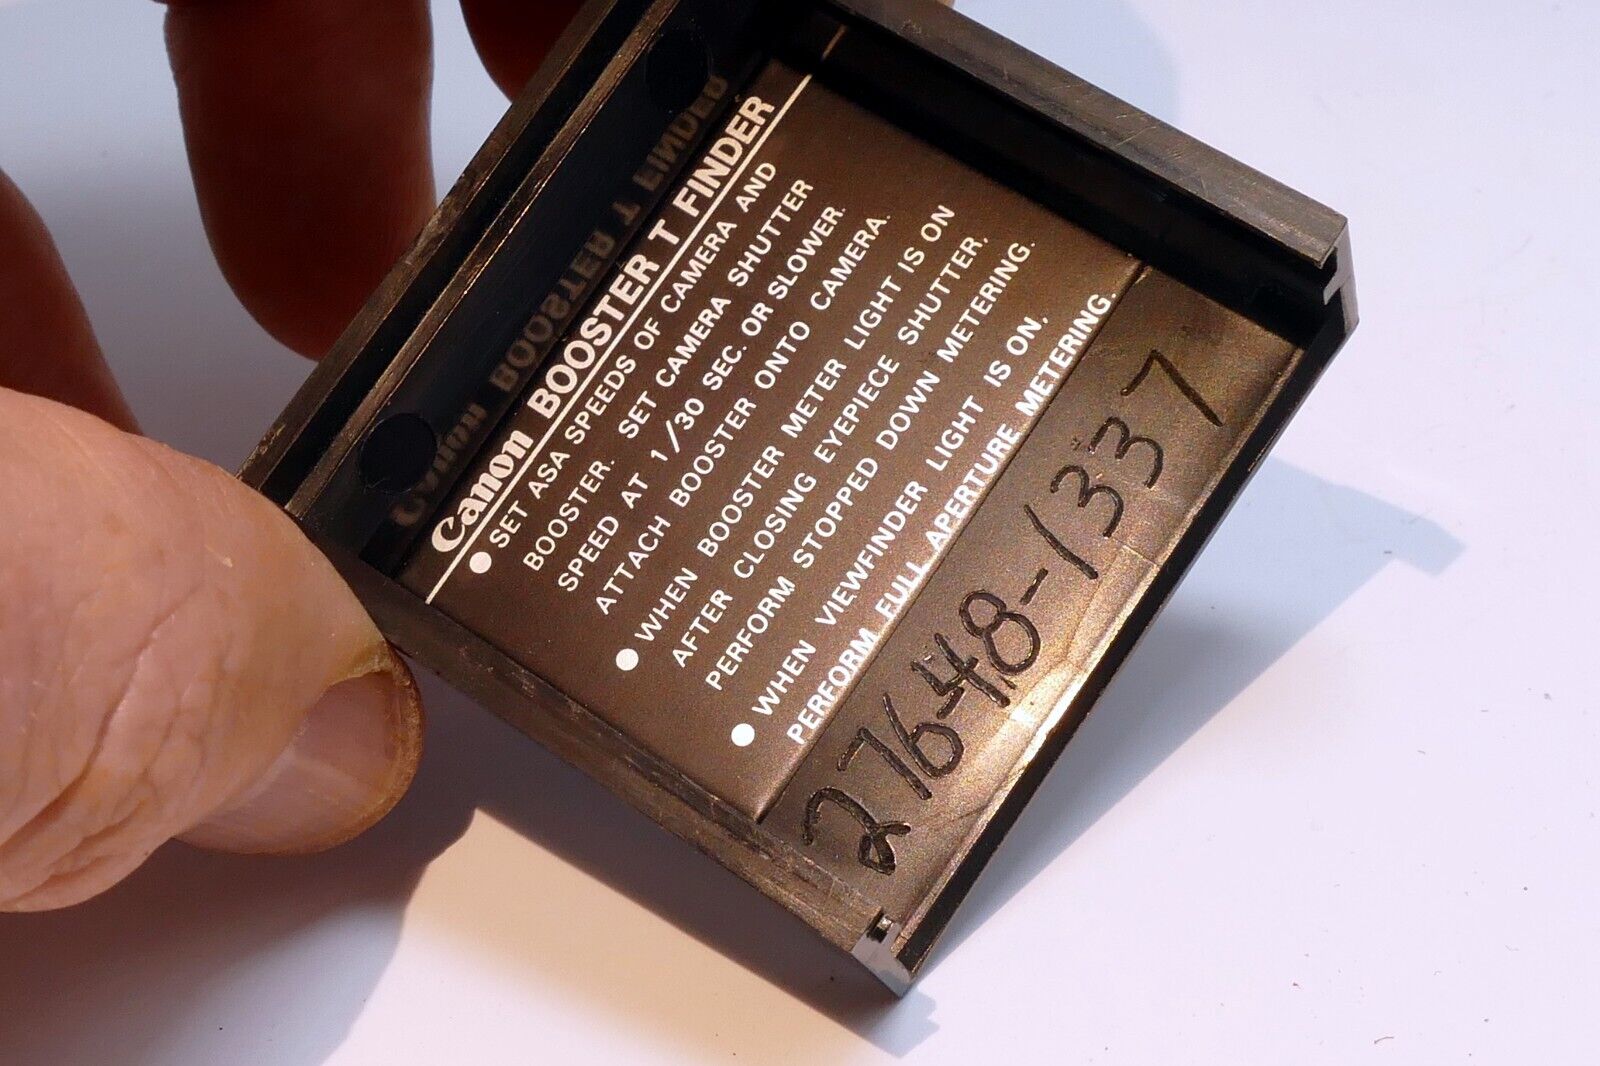 Canon BOOSTER T FINDER
• SET ASA SPEEDS OF CAMERA AND
BOOSTER. SET CAMERA SHUTTER
SPEED AT 1/30 SEC. OR SLOWER.
ATTACH BOOSTER ONTO CAMERA.
• WHEN BOOSTER METER LIGHT IS ON
AFTER CLOSING EYEPIECE SHUTTER,
PERFORM STOPPED DOWN METERING.
• WHEN VIEWFINDER LIGHT IS ON,
PERFORM FULL APERTURE METERING.
27648-1337